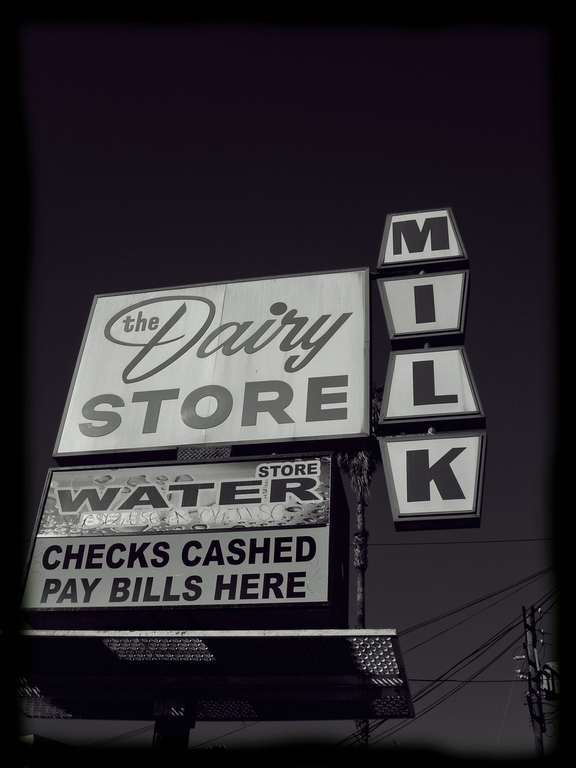 the Dairy
STORE
M
I
L
K
STORE
WATER
CHECKS CASHED
PAY BILLS HERE